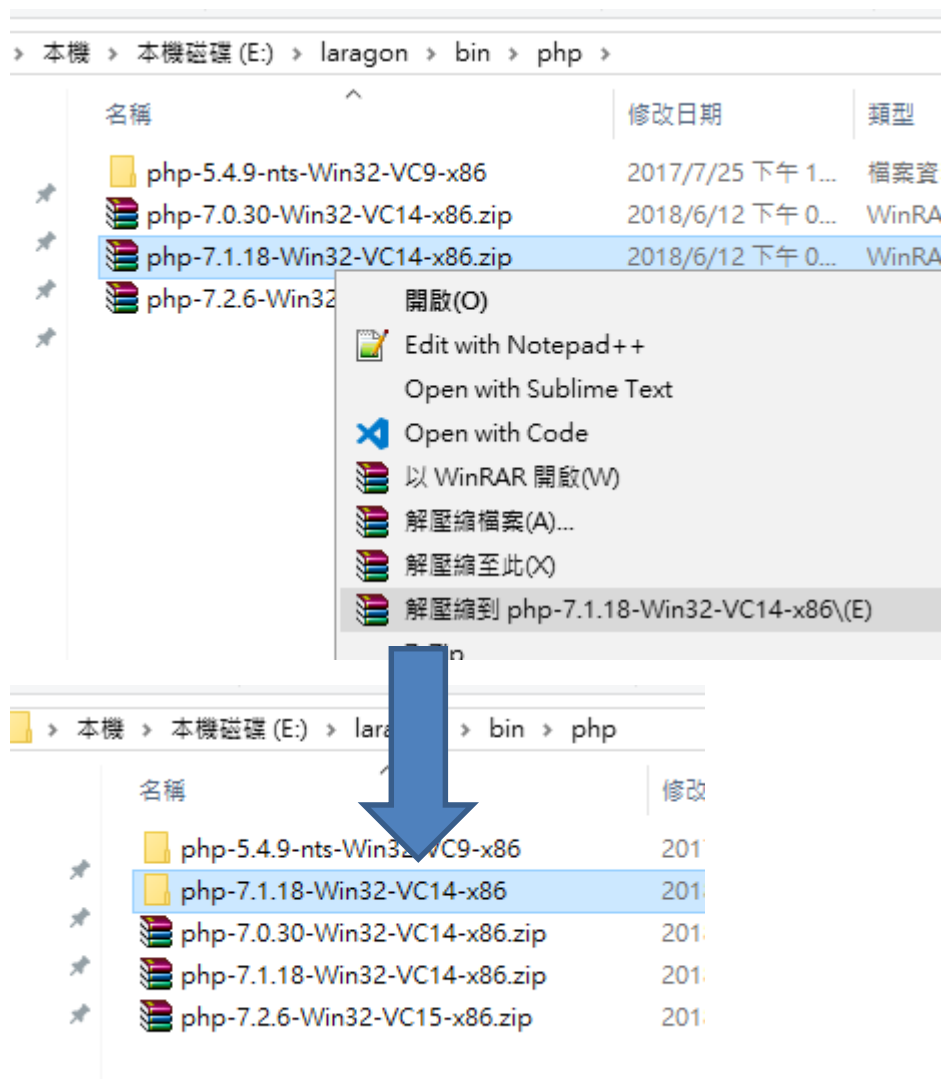 本機 > 本機磁碟 (E:) > laragon > bin > php >
名稱 修改日期 類型
php-5.4.9-nts-Win32-VC9-x86 2017/7/25 下午 1... 檔案資
php-7.0.30-Win32-VC14-x86.zip 2018/6/12 下午 0... WinRA
php-7.1.18-Win32-VC14-x86.zip 2018/6/12 下午 0... WinRA
php-7.2.6-Win32
開啟(O)
Edit with Notepad++
Open with Sublime Text
Open with Code
以 WinRAR 開啟(W)
解壓縮檔案(A)...
解壓縮至此(X)
解壓縮到 php-7.1.18-Win32-VC14-x86\(E)
本機 > 本機磁碟 (E:) > lara > bin > php
名稱 修改
php-5.4.9-nts-Win32-VC9-x86 201
php-7.1.18-Win32-VC14-x86 201
php-7.0.30-Win32-VC14-x86.zip 201
php-7.1.18-Win32-VC14-x86.zip 201
php-7.2.6-Win32-VC15-x86.zip 201